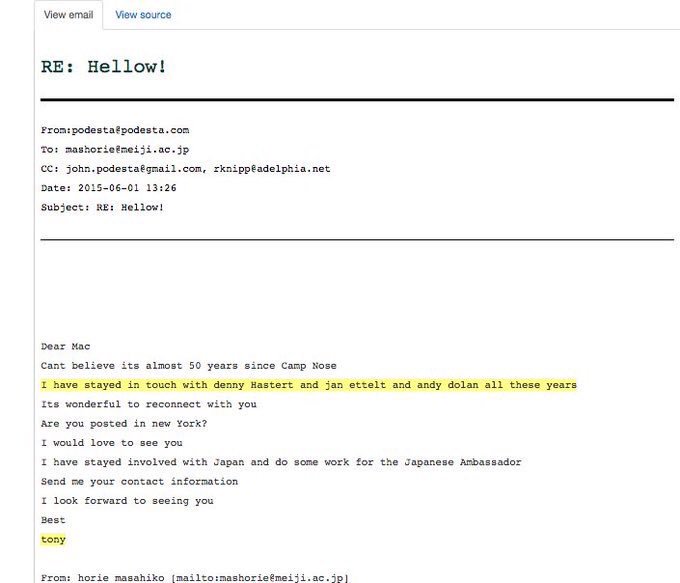 View email
View source
RE: Hellow!
From:podesta@podesta.com
To: mashorie@meiji.ac.jp
CC: john.podesta@gmail.com, rknipp@adelphia.net
Date: 2015-06-01 13:26
Subject: RE: Hellow!
Dear Mac
Cant believe its almost 50 years since Camp Nose
I have stayed in touch with denny Hastert and jan ettelt and andy dolan all these years
Its wonderful to reconnect with you
Are you posted in new York?
I would love to see you
I have stayed involved with Japan and do some work for the Japanese Ambassador
Send me your contact information
I look forward to seeing you
Best
tony
From: horie masahiko [mailto:mashorie@meiji.ac.jp]